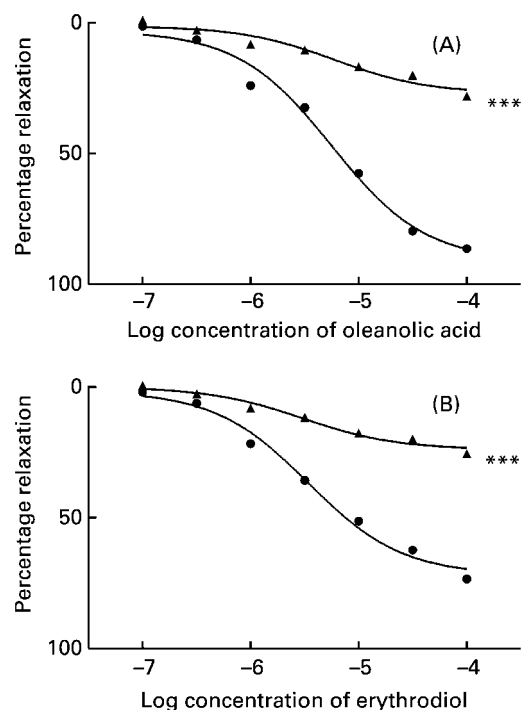 (A)
Percentage relaxation
0
50
100
***
–7 –6 –5 –4
Log concentration of oleanolic acid
(B)
Percentage relaxation
0
50
100
***
–7 –6 –5 –4
Log concentration of erythrodiol